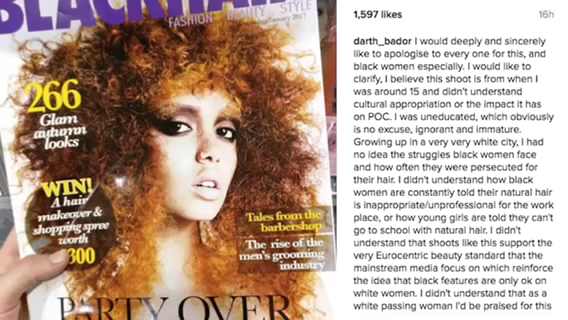 BLACKHAIR
FASHION BEAUTY STYLE
266
Glam
autumn
looks
WIN!
A hair
makeover &
shopping spree
worth
300
Tales from the
barbershop
The rise of the
men's grooming
industry
PARTY OVER
1,597 likes
16h
darth_bador I would deeply and sincerely
like to apologise to every one for this, and
black women especially. I would like to
clarify, I believe this shoot is from when I
was around 15 and didn't understand
cultural appropriation or the impact it has
on POC. I was uneducated, which obviously
is no excuse, ignorant and immature.
Growing up in a very very white city, I had
no idea the struggles black women face
and how often they were persecuted for
their hair. I didn't understand how black
women are constantly told their natural hair
is inappropriate/unprofessional for the work
place, or how young girls are told they can't
go to school with natural hair. I didn't
understand that shoots like this support the
very Eurocentric beauty standard that the
mainstream media focus on which reinforce
the idea that black features are only ok on
white women. I didn't understand that as a
white passing woman I'd be praised for this